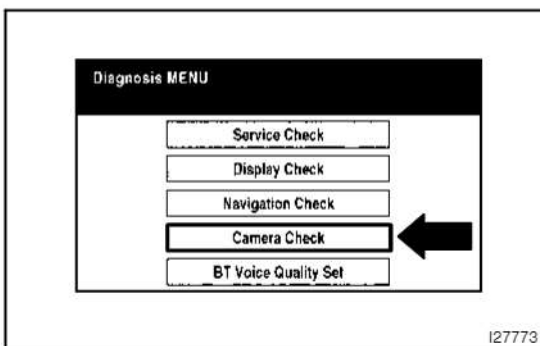 Diagnosis MENU
Service Check
Display Check
Navigation Check
Camera Check
BT Voice Quality Set
I27773